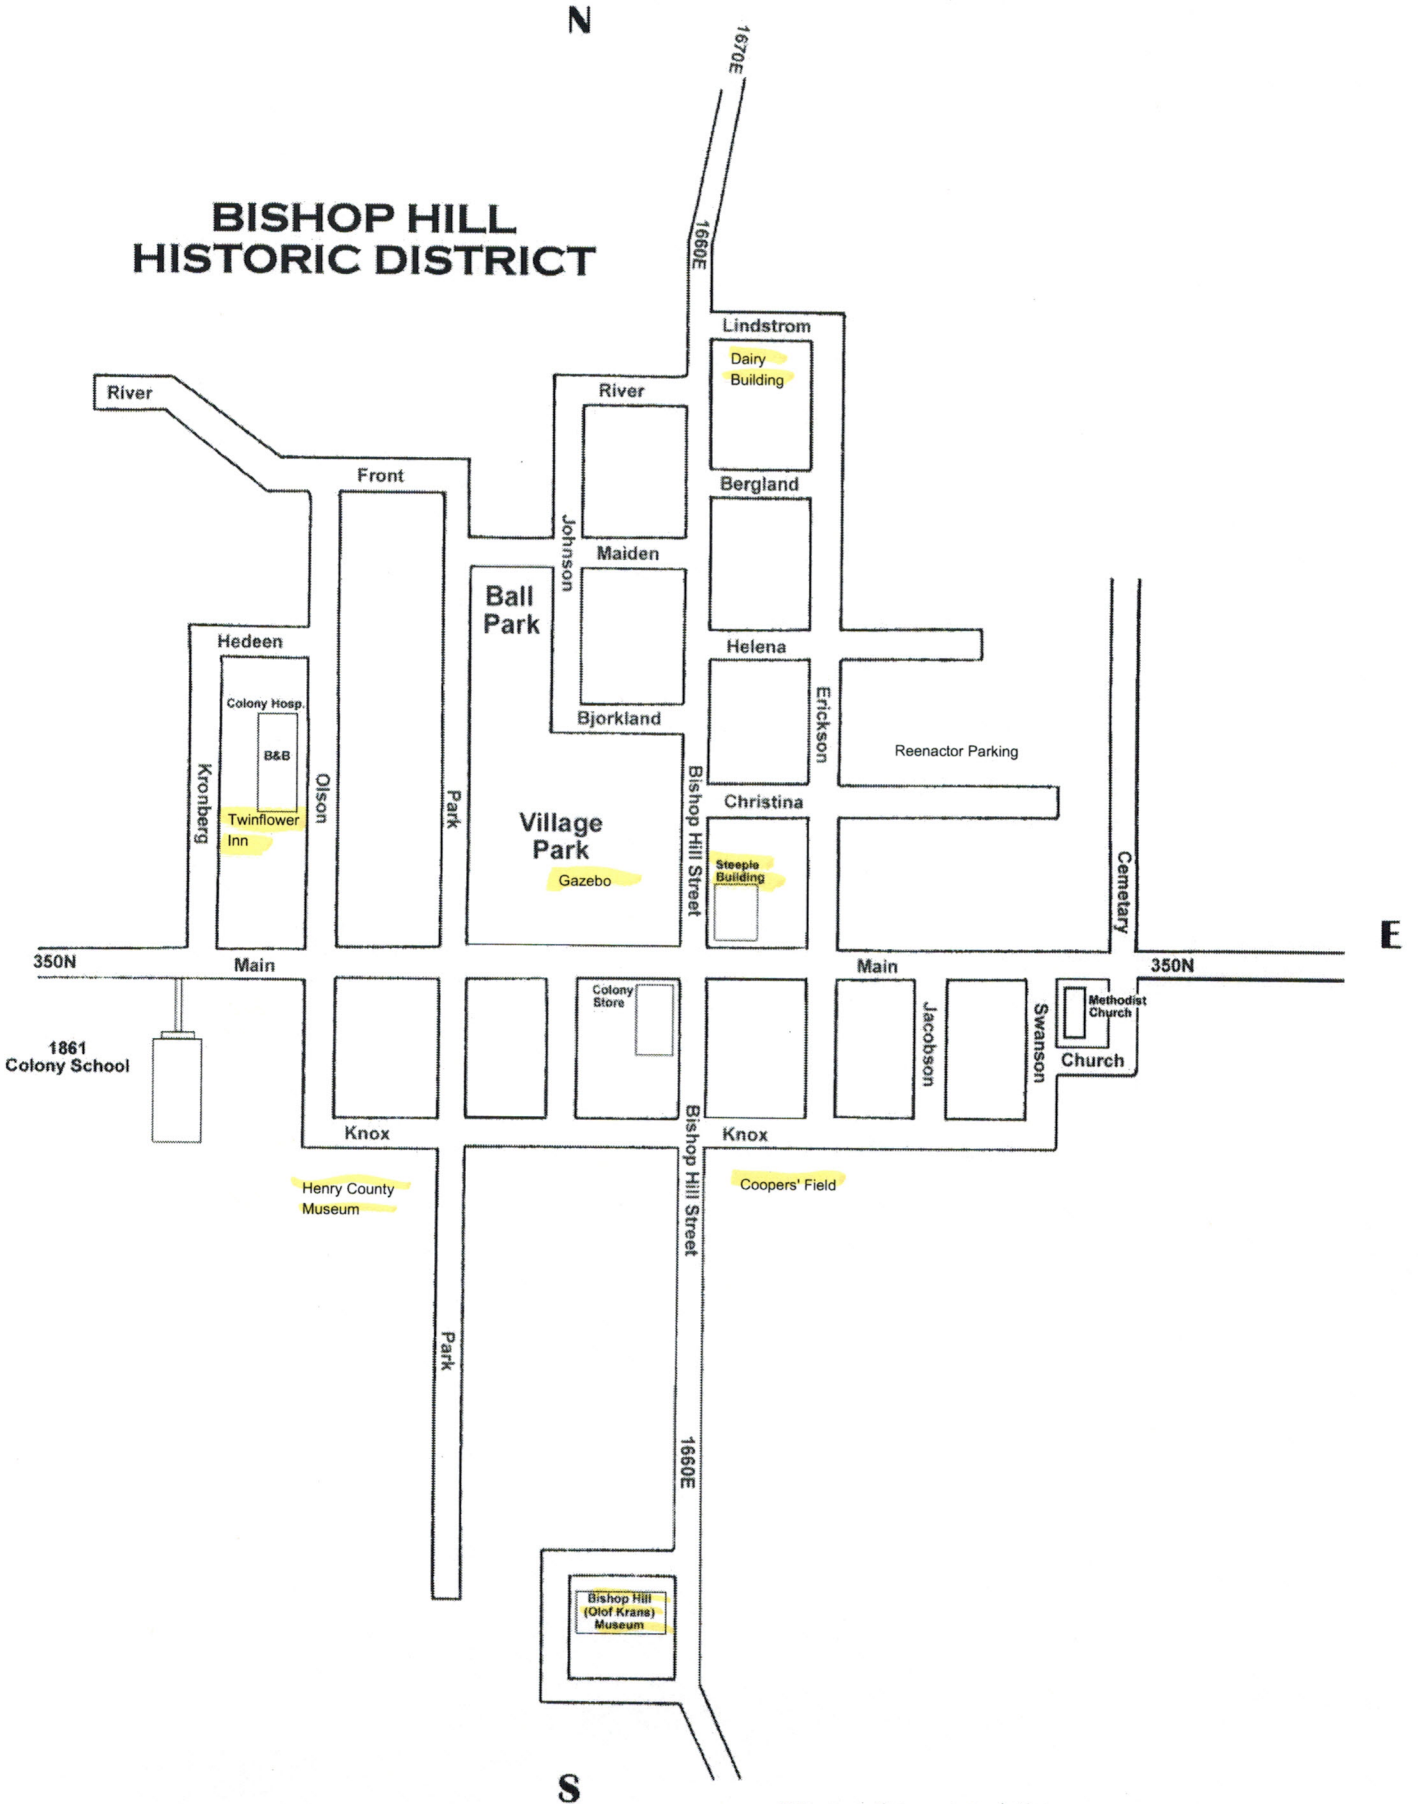 N
1670E
BISHOP HILL
HISTORIC DISTRICT
1660E
Lindstrom
Dairy
Building
River
River
Front
Bergland
Johnson
Maiden
Ball
Park
Hedeen
Helena
Colony Hosp.
B&B
Bjorkland
Erickson
Reenactor Parking
Kronberg
Olson
Park
Bishop Hill Street
Christina
Twinflower
Inn
Village
Park
Gazebo
Steeple
Building
Cemetary
E
350N
Main
Main
350N
Colony
Store
Jacobson
Swanson
Methodist
Church
Church
1861
Colony School
Knox
Bishop Hill Street
Knox
Henry County
Museum
Coopers' Field
Park
1660E
Bishop Hill
(Olof Krans)
Museum
S